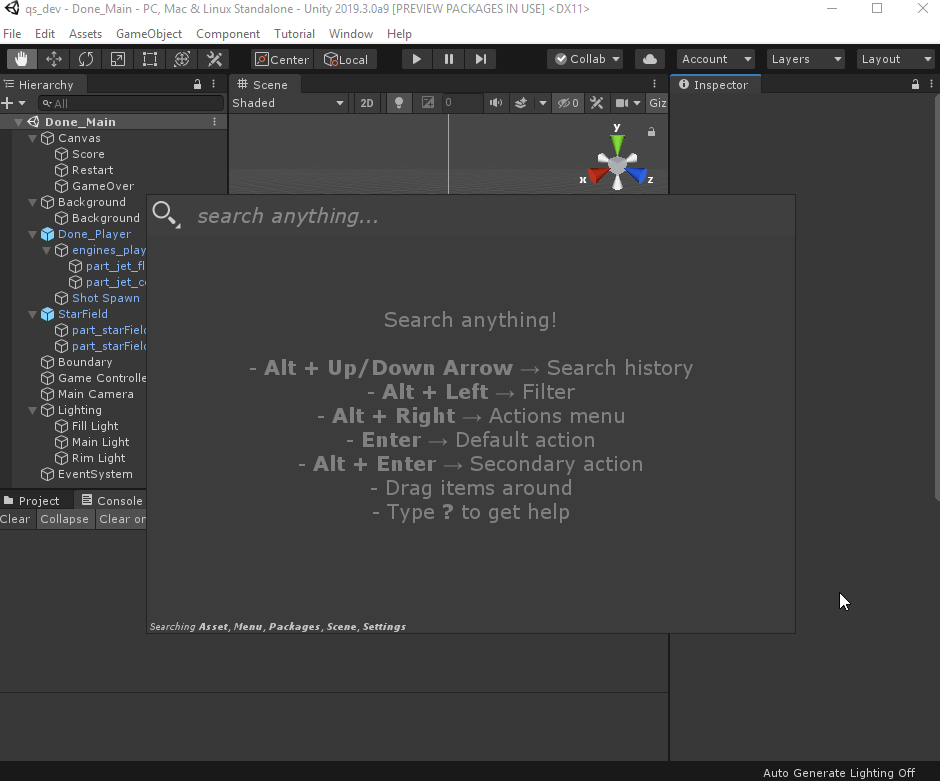 qs_dev - Done_Main - PC, Mac & Linux Standalone - Unity 2019.3.0a9 [PREVIEW PACKAGES IN USE] <DX11>
File Edit Assets GameObject Component Tutorial Window Help
Center Local Collab Account Layers Layout
Hierarchy Scene Inspector
All Shaded 2D 0 0 Giz
Done_Main
Canvas
Score
Restart
GameOver
Background
Background
Done_Player
engines_play
part_jet_fl
part_jet_co
Shot Spawn
StarField
part_starField
part_starField
Boundary
Game Controlle
Main Camera
Lighting
Fill Light
Main Light
Rim Light
EventSystem
y
x z
search anything...
Search anything!
- Alt + Up/Down Arrow → Search history
- Alt + Left → Filter
- Alt + Right → Actions menu
- Enter → Default action
- Alt + Enter → Secondary action
- Drag items around
- Type ? to get help
Searching Asset, Menu, Packages, Scene, Settings
Project Console
Clear Collapse Clear on
Auto Generate Lighting Off